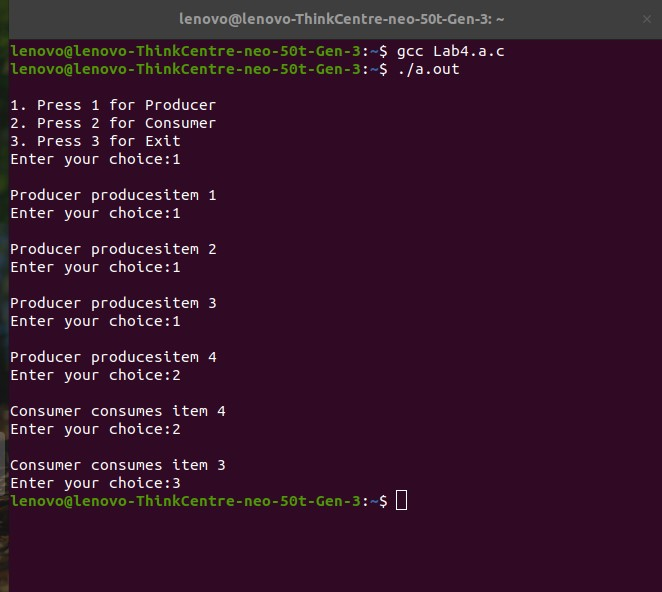 lenovo@lenovo-ThinkCentre-neo-50t-Gen-3: ~
lenovo@lenovo-ThinkCentre-neo-50t-Gen-3:~$ gcc Lab4.a.c
lenovo@lenovo-ThinkCentre-neo-50t-Gen-3:~$ ./a.out
1. Press 1 for Producer
2. Press 2 for Consumer
3. Press 3 for Exit
Enter your choice:1
Producer producesitem 1
Enter your choice:1
Producer producesitem 2
Enter your choice:1
Producer producesitem 3
Enter your choice:1
Producer producesitem 4
Enter your choice:2
Consumer consumes item 4
Enter your choice:2
Consumer consumes item 3
Enter your choice:3
lenovo@lenovo-ThinkCentre-neo-50t-Gen-3:~$